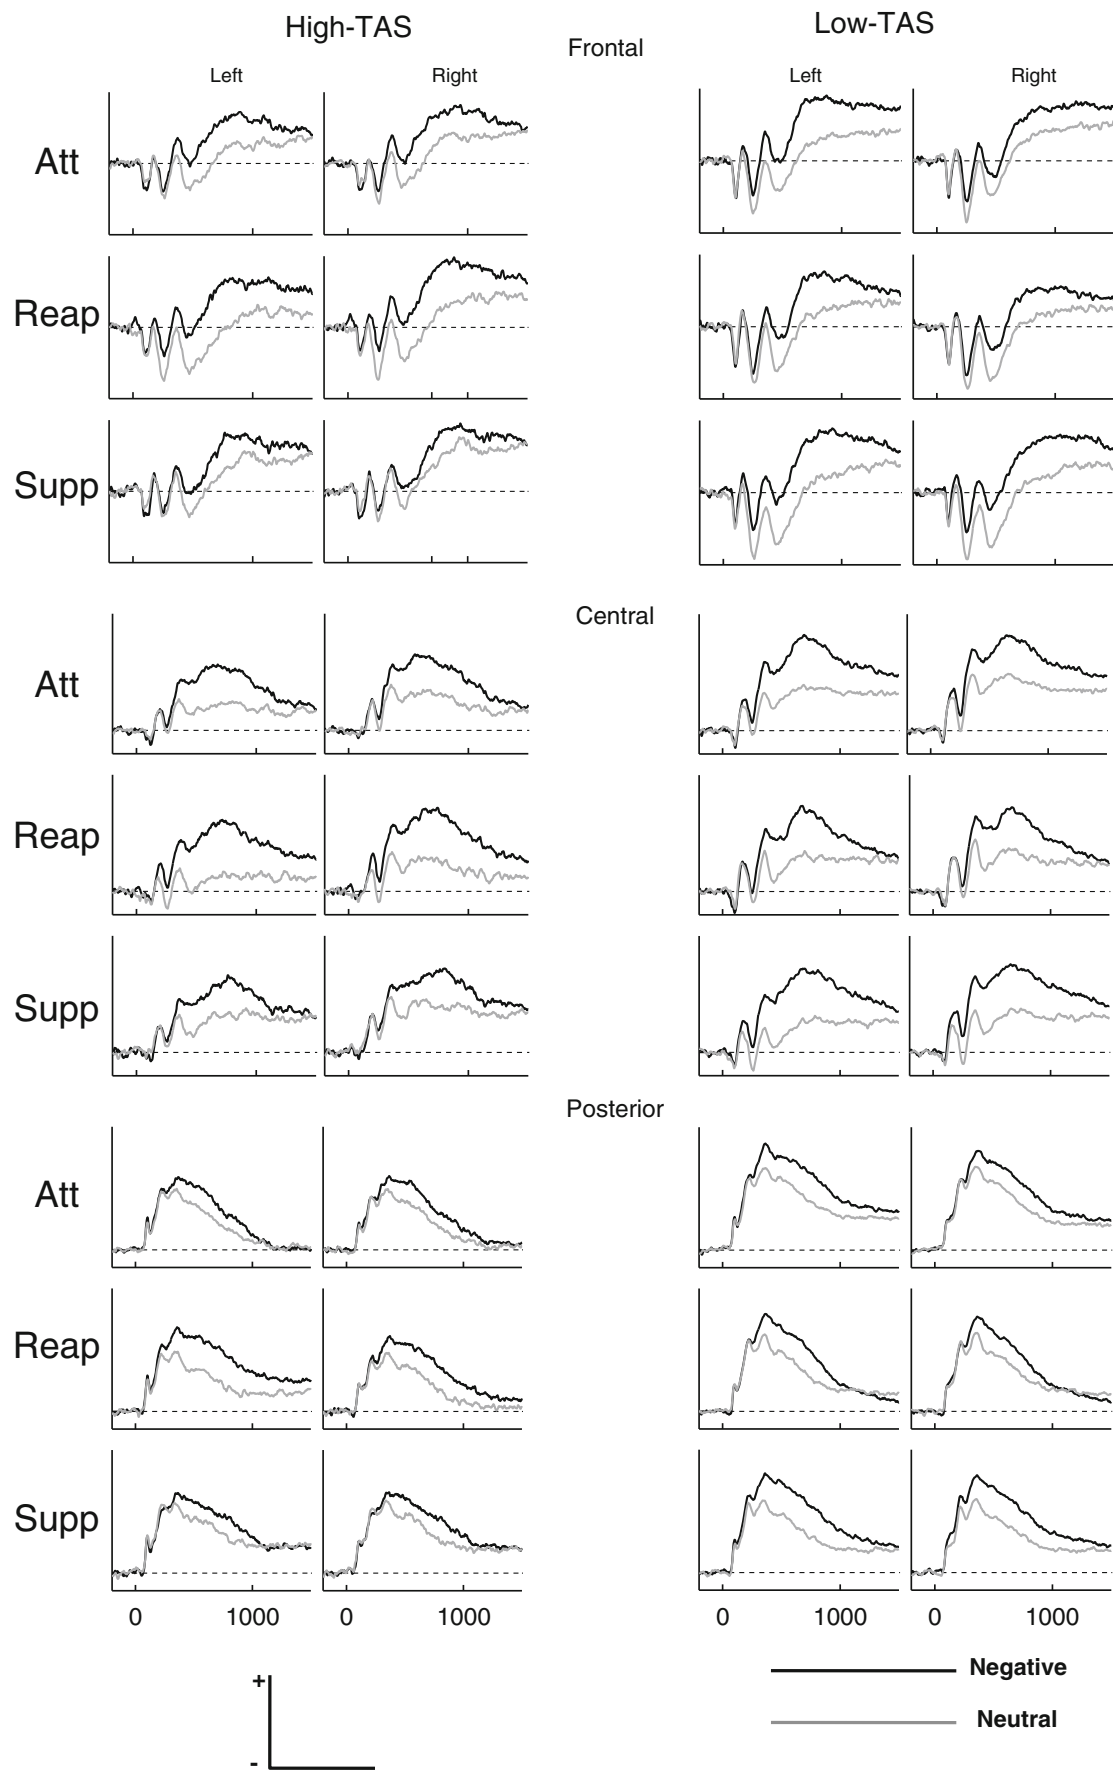 High-TAS
Low-TAS
Frontal
Left
Right
Left
Right
Att
Reap
Supp
Central
Att
Reap
Supp
Posterior
Att
Reap
Supp
0 1000 0 1000 0 1000 0 1000
+
-
Negative
Neutral